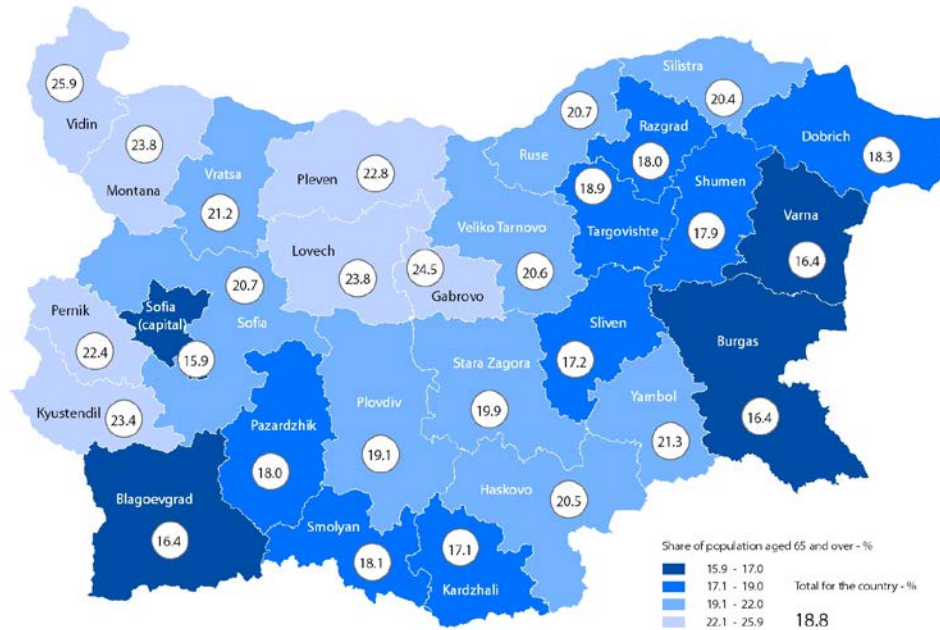 Silistra
25.9
20.7
20.4
Vidin
Razgrad
Dobrich
23.8
Ruse
18.0
18.3
Montana
Vratsa
Pleven
22.8
18.9
Shumen
21.2
Veliko Tarnovo
Targovishte
17.9
Varna
Lovech
24.5
20.6
16.4
23.8
Gabrovo
20.7
Pernik
Sofia
(capital)
Sofia
Sliven
Burgas
22.4
15.9
Stara Zagora
17.2
Kyustendil
Plovdiv
Yambol
23.4
Pazardzhik
19.9
16.4
19.1
21.3
18.0
Haskovo
Blagoevgrad
20.5
Smolyan
16.4
17.1
18.1
Kardzhali
Share of population aged 65 and over - %
15.9 - 17.0
17.1 - 19.0
Total for the country - %
19.1 - 22.0
22.1 - 25.9
18.8